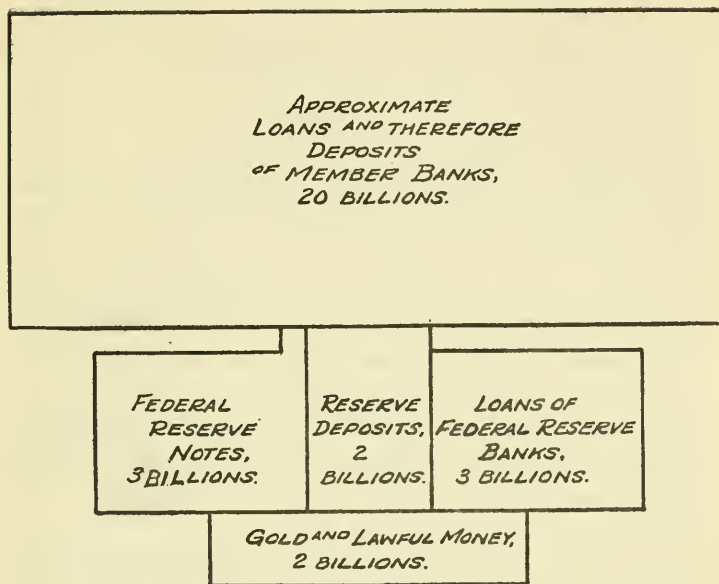 APPROXIMATE
LOANS AND THEREFORE
DEPOSITS
OF MEMBER BANKS,
20 BILLIONS.
FEDERAL
RESERVE
NOTES,
3 BILLIONS.
RESERVE
DEPOSITS,
2
BILLIONS.
LOANS OF
FEDERAL RESERVE
BANKS,
3 BILLIONS.
GOLD AND LAWFUL MONEY,
2 BILLIONS.